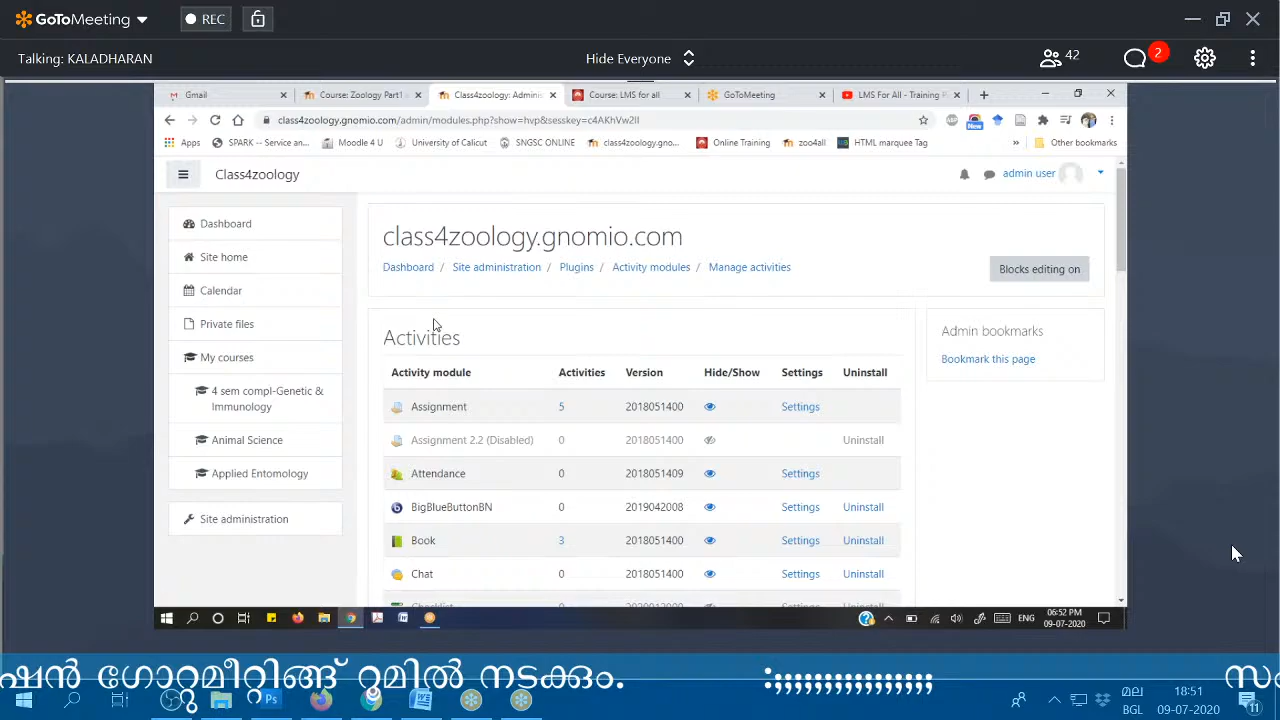 GoToMeeting
REC
Talking: KALADHARAN
Hide Everyone
42
2
Gmail
Course: Zoology Part1
Class4zoology: Adminis
Course: LMS for all
GoToMeeting
LMS For All - Training
class4zoology.gnomio.com/admin/modules.php?show=hvp&sesskey=c4AKhVw2II
New
Apps
SPARK -- Service an...
Moodle 4 U
University of Calicut
SNGSC ONLINE
class4zoology.gno...
Online Training
zoo4all
HTML marquee Tag
»
Other bookmarks
Class4zoology
admin user
Dashboard
Site home
Calendar
Private files
My courses
4 sem compl-Genetic &
Immunology
Animal Science
Applied Entomology
Site administration
class4zoology.gnomio.com
Dashboard / Site administration / Plugins / Activity modules / Manage activities
Blocks editing on
Activities
Activity module Activities Version Hide/Show Settings Uninstall
Assignment 5 2018051400 Settings
Assignment 2.2 (Disabled) 0 2018051400 Uninstall
Attendance 0 2018051409 Settings
BigBlueButtonBN 0 2019042008 Settings Uninstall
Book 3 2018051400 Settings Uninstall
Chat 0 2018051400 Settings Uninstall
Admin bookmarks
Bookmark this page
ENG
06:52 PM
09-07-2020
ഷൻ ഗോറ്റുമീറ്റിങ്ങ് റൂമിൽ നടക്കും. :;;;;;;;;;;;;;;;
Ps
മല
BGL
18:51
09-07-2020
11